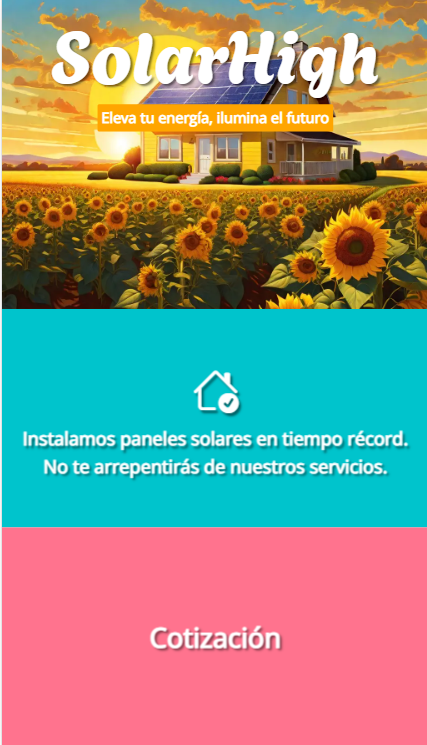 SolarHigh
Eleva tu energía, ilumina el futuro
Instalamos paneles solares en tiempo récord.
No te arrepentirás de nuestros servicios.
Cotización